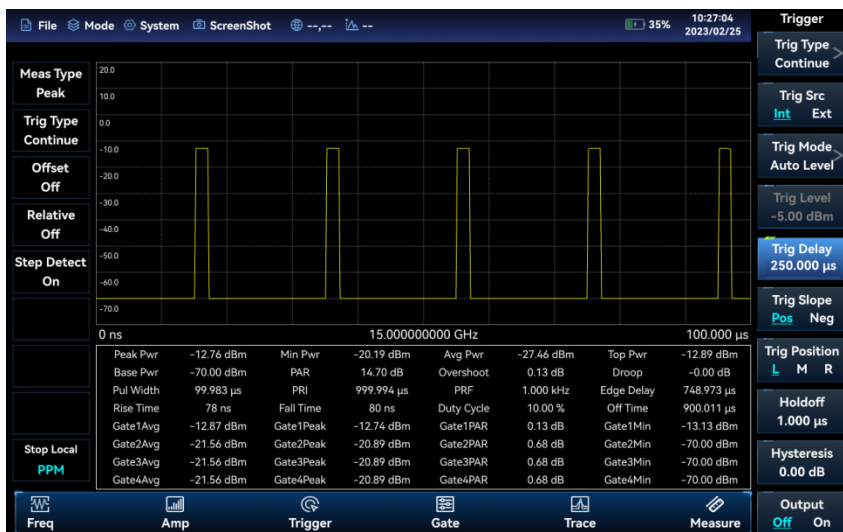 File Mode System ScreenShot --,-- -- 35% 10:27:04 2023/02/25
Trigger
Meas Type
Peak
Trig Type
Continue
Offset
Off
Relative
Off
Step Detect
On
Stop Local
PPM
20.0
10.0
0.0
-10.0
-20.0
-30.0
-40.0
-50.0
-60.0
-70.0
0 ns 15.000000000 GHz 100.000 µs
Peak Pwr -12.76 dBm Min Pwr -20.19 dBm Avg Pwr -27.46 dBm Top Pwr -12.89 dBm
Base Pwr -70.00 dBm PAR 14.70 dB Overshoot 0.13 dB Droop -0.00 dB
Pul Width 99.983 µs PRI 999.994 µs PRF 1.000 kHz Edge Delay 748.973 µs
Rise Time 78 ns Fall Time 80 ns Duty Cycle 10.00 % Off Time 900.011 µs
Gate1Avg -12.87 dBm Gate1Peak -12.74 dBm Gate1PAR 0.13 dB Gate1Min -13.13 dBm
Gate2Avg -21.56 dBm Gate2Peak -20.89 dBm Gate2PAR 0.68 dB Gate2Min -70.00 dBm
Gate3Avg -21.56 dBm Gate3Peak -20.89 dBm Gate3PAR 0.68 dB Gate3Min -70.00 dBm
Gate4Avg -21.56 dBm Gate4Peak -20.89 dBm Gate4PAR 0.68 dB Gate4Min -70.00 dBm
Trig Type
Continue
Trig Src
Int Ext
Trig Mode
Auto Level
Trig Level
-5.00 dBm
Trig Delay
250.000 µs
Trig Slope
Pos Neg
Trig Position
L M R
Holdoff
1.000 µs
Hysteresis
0.00 dB
Output
Off On
Freq Amp Trigger Gate Trace Measure